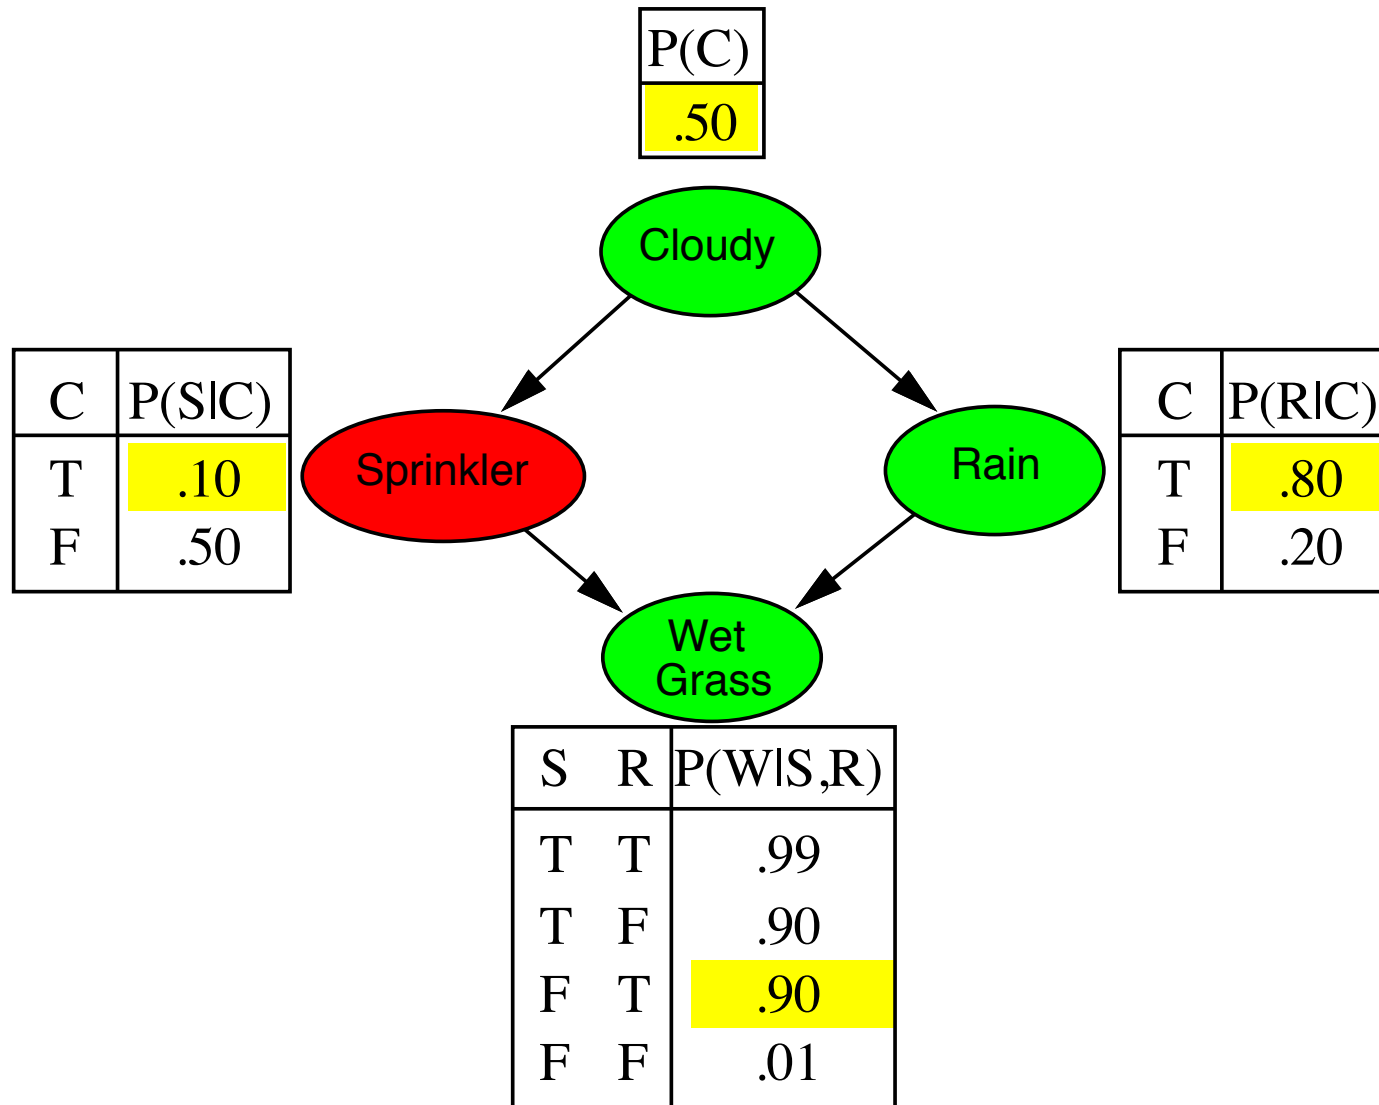 P(C)
.50
Cloudy
C P(S|C)
T .10
F .50
Sprinkler
Rain
C P(R|C)
T .80
F .20
Wet
Grass
S R P(W|S,R)
T T .99
T F .90
F T .90
F F .01